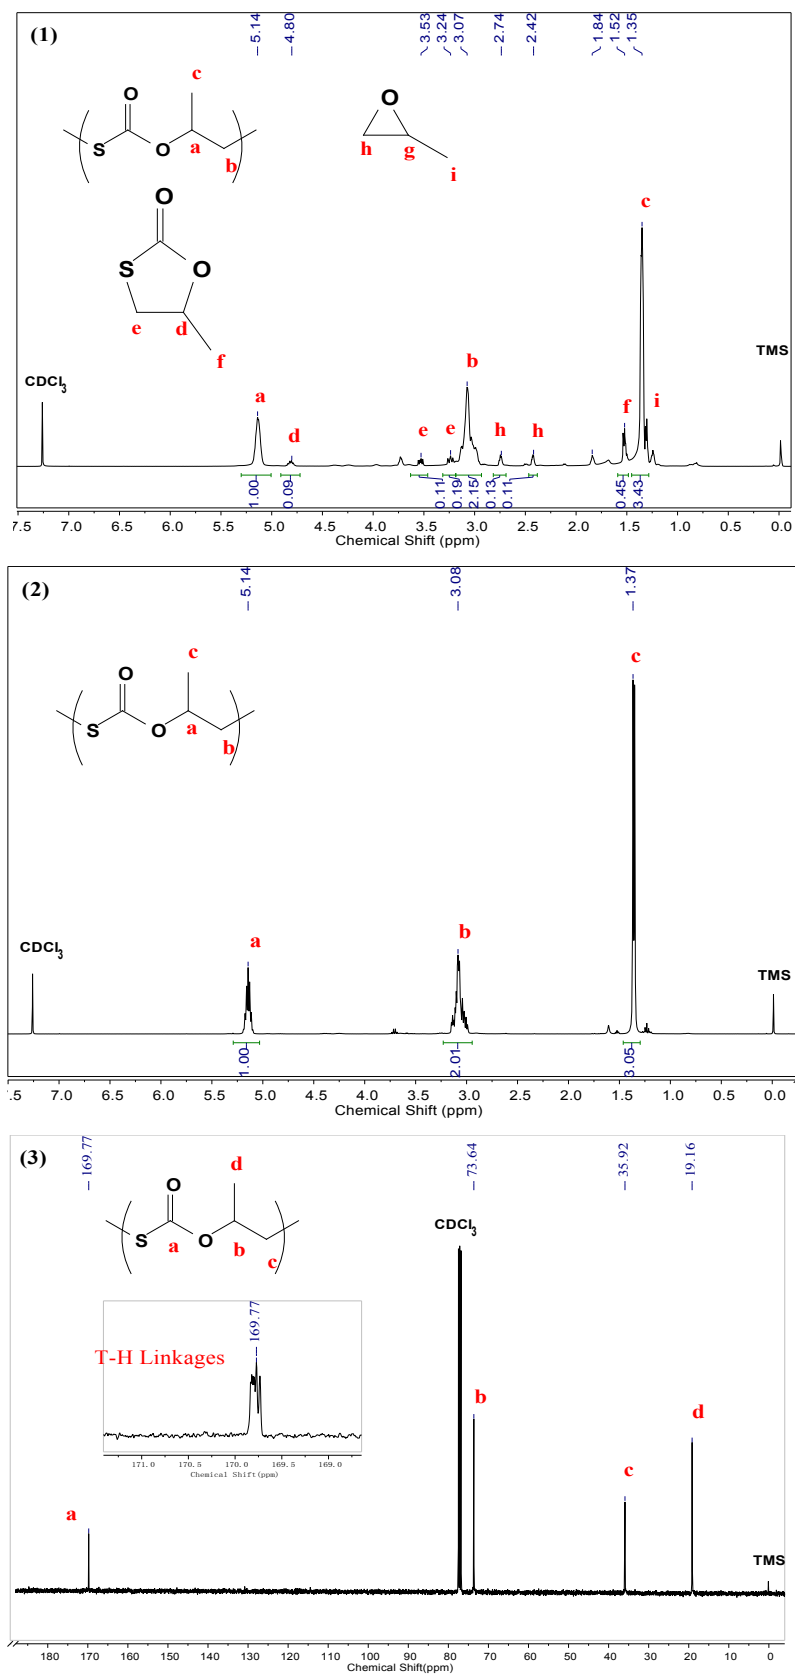 (1)
5.14
4.80
3.53
3.24
3.07
2.74
2.42
1.84
1.52
1.35
c
O
S
O
a
b
O
h
g
i
O
S
O
e
d
f
CDCl3
a
d
e
e
b
h
h
f
c
i
TMS
1.00
0.09
0.11
0.19
2.15
0.13
0.11
0.45
3.43
7.5 7.0 6.5 6.0 5.5 5.0 4.5 4.0 3.5 3.0 2.5 2.0 1.5 1.0 0.5 0.0
Chemical Shift (ppm)
(2)
5.14
3.08
1.37
c
O
S
O
a
b
CDCl3
a
b
c
TMS
1.00
2.01
3.05
.5 7.0 6.5 6.0 5.5 5.0 4.5 4.0 3.5 3.0 2.5 2.0 1.5 1.0 0.5 0.0
Chemical Shift (ppm)
(3)
169.77
73.64
35.92
19.16
d
O
S
O
a
b
c
CDCl3
169.77
T-H Linkages
171.0 170.5 170.0 169.5 169.0
Chemical Shift(ppm)
a
b
c
d
TMS
180 170 160 150 140 130 120 110 100 90 80 70 60 50 40 30 20 10 0
Chemical Shift(ppm)